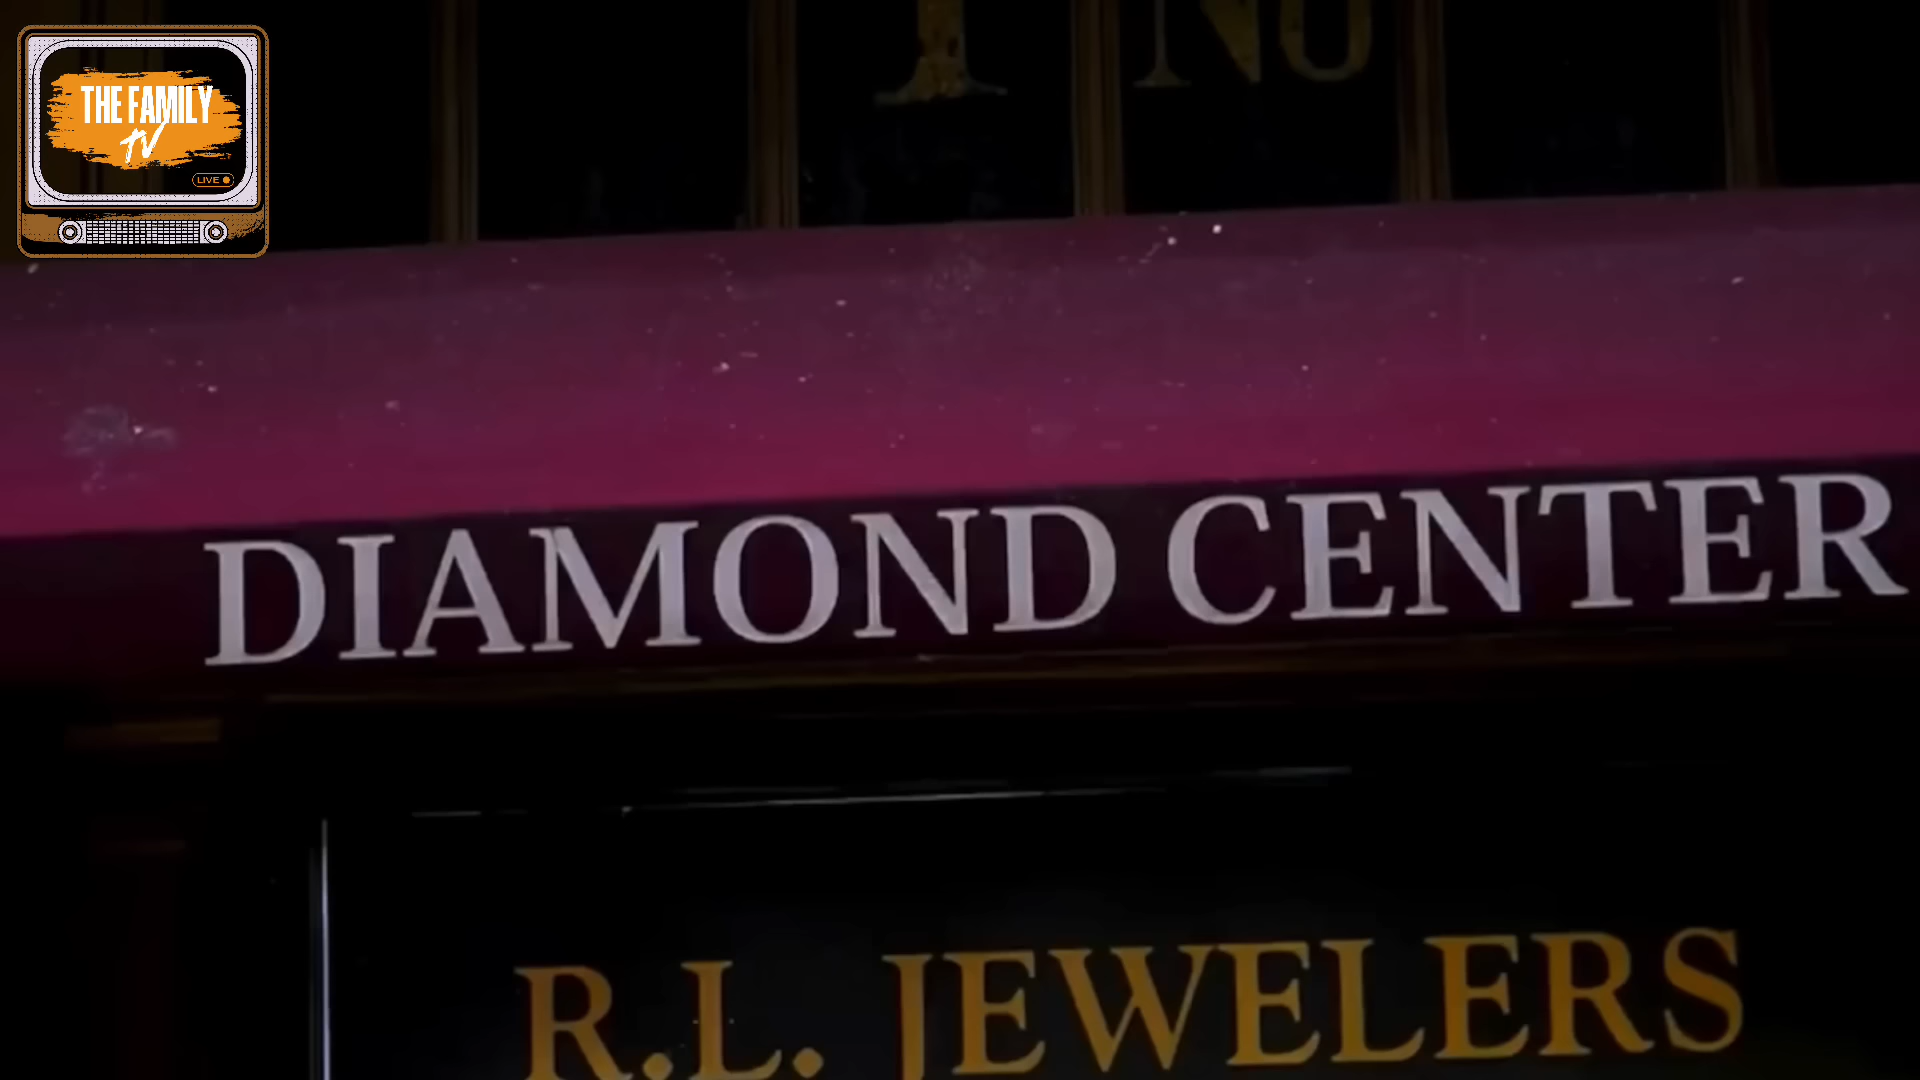 THE FAMILY
TV
LIVE
DIAMOND CENTER
R.L. JEWELERS